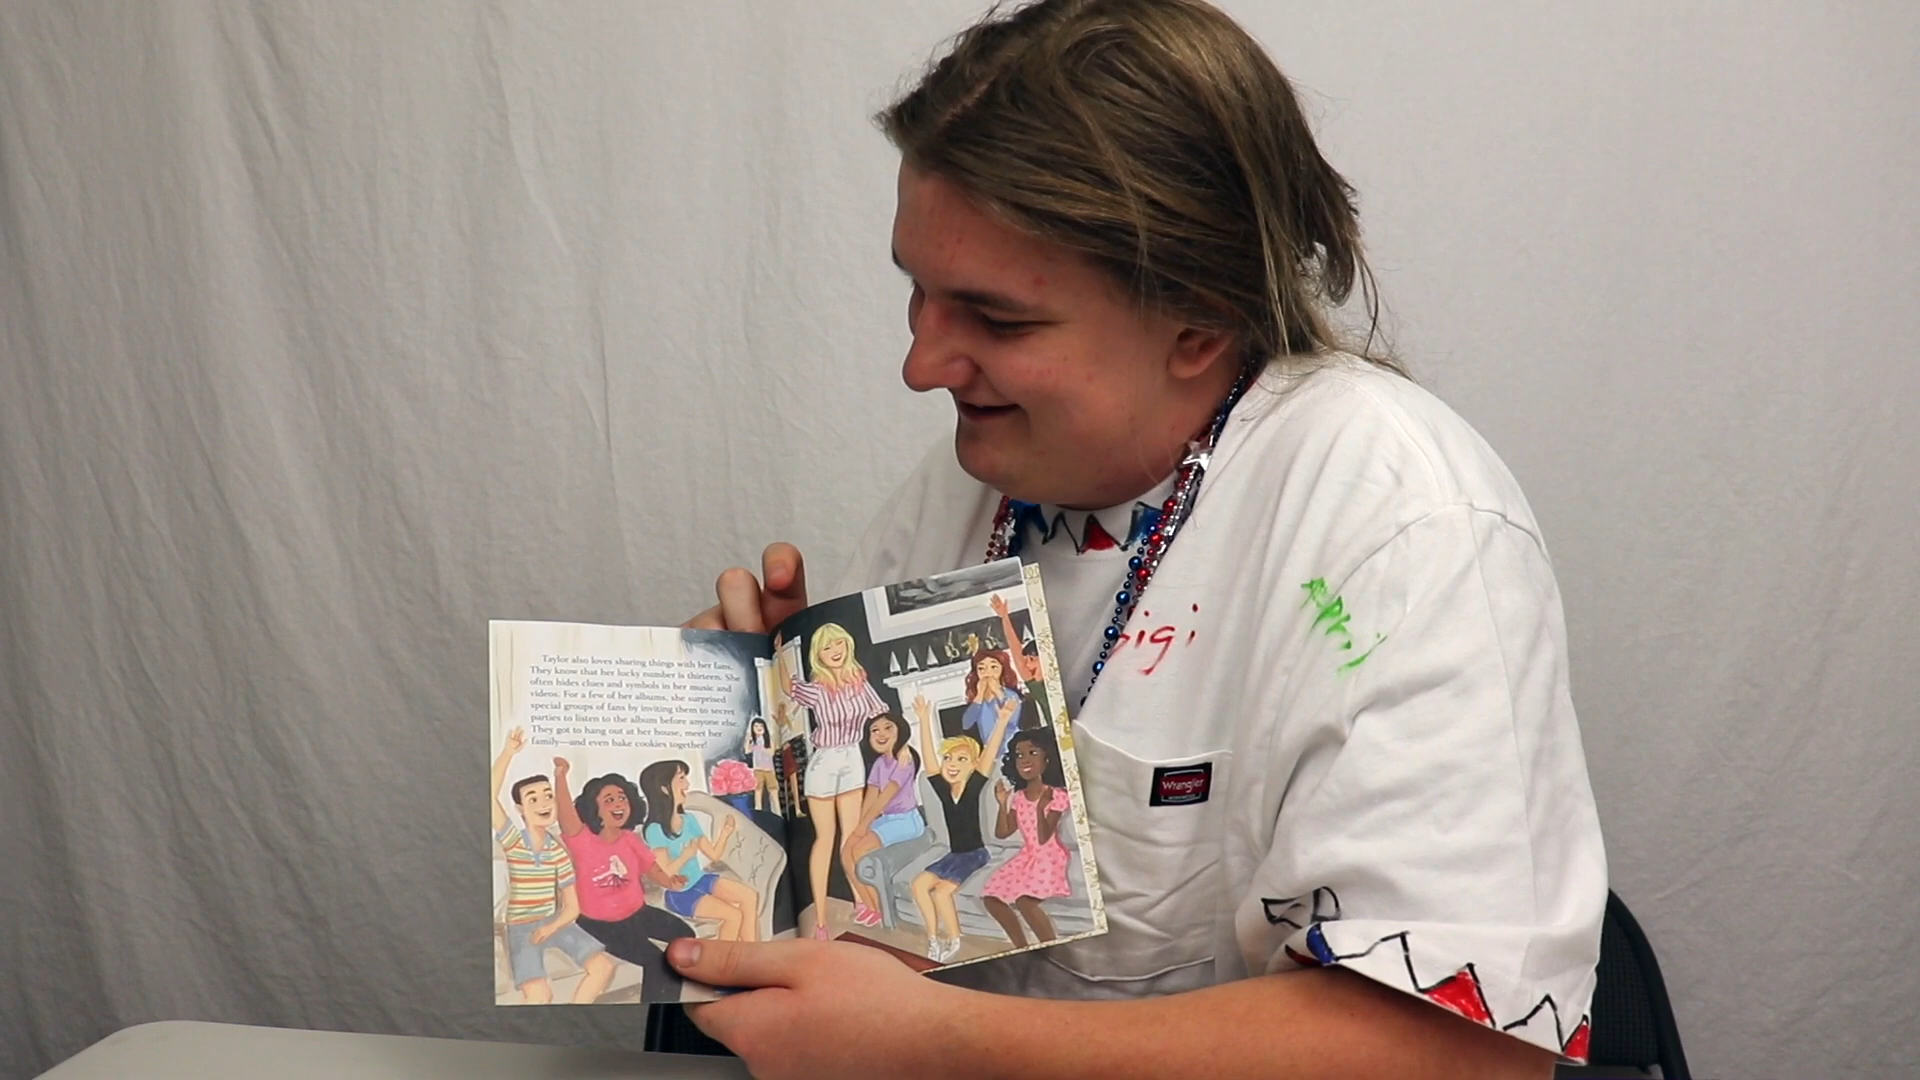 Taylor also loves sharing things with her fans.
They know that her lucky number is thirteen. She
often hides clues and symbols in her music and
videos. For a few of her albums, she surprised
special groups of fans by inviting them to secret
parties to listen to the album before anyone else.
They got to hang out at her house, meet her
family—and even bake cookies together!
igi
Wrangler